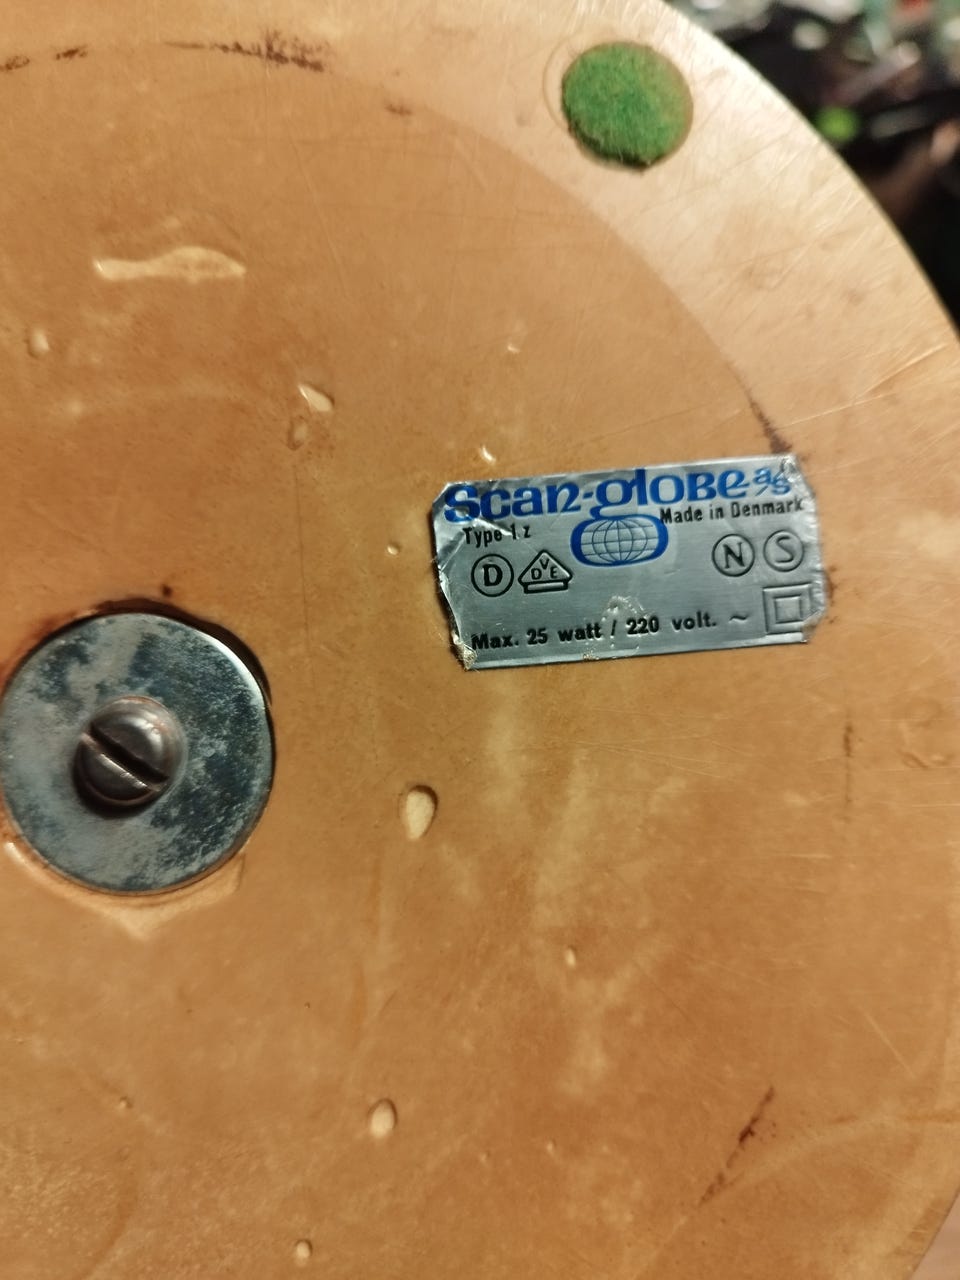 Scan-globe a/s
Made in Denmark
Type 1 z
D DVE N S
Max. 25 watt / 220 volt. ~